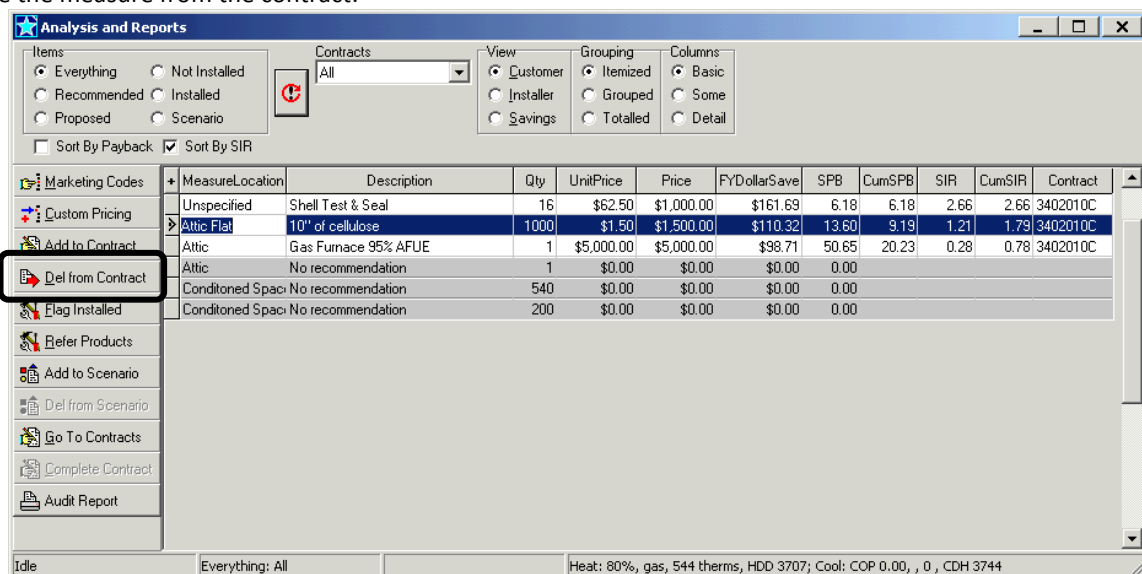 e the measure from the contract.
Analysis and Reports
Items Contracts View Grouping Columns
Everything Not Installed All Customer Itemized Basic
Recommended Installed Installer Grouped Some
Proposed Scenario Savings Totalled Detail
Sort By Payback Sort By SIR
Marketing Codes + MeasureLocation Description Qty UnitPrice Price FYDollarSave SPB CumSPB SIR CumSIR Contract
Unspecified Shell Test & Seal 16 $62.50 $1,000.00 $161.69 6.18 6.18 2.66 2.66 3402010C
Custom Pricing
Attic Flat 10" of cellulose 1000 $1.50 $1,500.00 $110.32 13.60 9.19 1.21 1.79 3402010C
Add to Contract Attic Gas Furnace 95% AFUE 1 $5,000.00 $5,000.00 $98.71 50.65 20.23 0.28 0.78 3402010C
Attic No recommendation 1 $0.00 $0.00 $0.00 0.00
Del from Contract
Conditoned Spac No recommendation 540 $0.00 $0.00 $0.00 0.00
Flag Installed Conditoned Spac No recommendation 200 $0.00 $0.00 $0.00 0.00
Refer Products
Add to Scenario
Del from Scenario
Go To Contracts
Complete Contract
Audit Report
Idle Everything: All Heat: 80%, gas, 544 therms, HDD 3707; Cool: COP 0.00, , 0 , CDH 3744